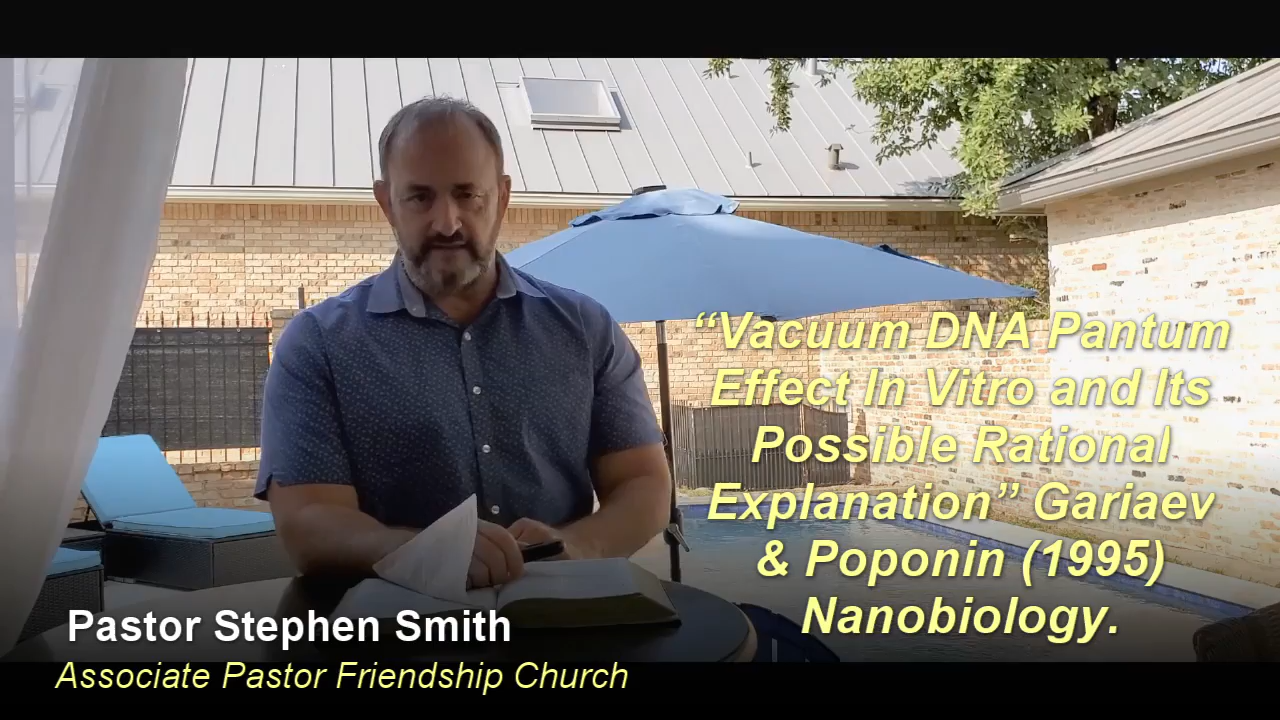 “Vacuum DNA Pantum
Effect In Vitro and Its
Possible Rational
Explanation” Gariaev
& Poponin (1995)
Nanobiology.
Pastor Stephen Smith
Associate Pastor Friendship Church